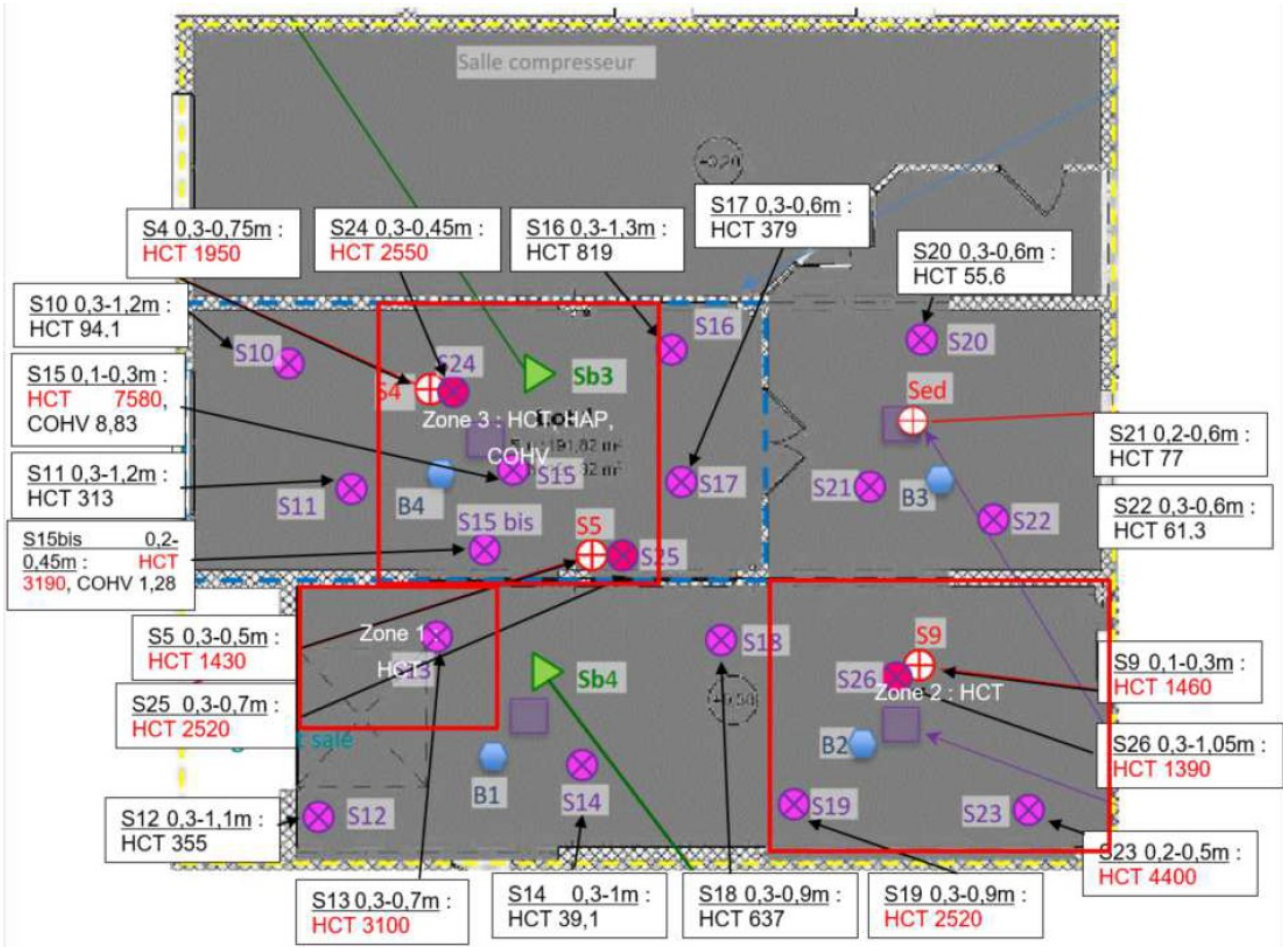 Salle compresseur
+3,20
S4 0,3-0,75m :
HCT 1950
S24 0,3-0,45m :
HCT 2550
S16 0,3-1,3m :
HCT 819
S17 0,3-0,6m :
HCT 379
S20 0,3-0,6m :
HCT 55.6
S10 0,3-1,2m :
HCT 94.1
S15 0,1-0,3m :
HCT 7580,
COHV 8,83
S11 0,3-1,2m :
HCT 313
S15bis 0,2-
0,45m : HCT
3190, COHV 1,28
S10
S4
S24
Sb3
S16
S20
Sed
Zone 3 : HCT, HAP,
COHV
191,82 m²
S11
B4
S15
S17
S21
B3
S22
S15 bis
S5
S25
S21 0,2-0,6m :
HCT 77
S22 0,3-0,6m :
HCT 61.3
S5 0,3-0,5m :
HCT 1430
S25 0,3-0,7m :
HCT 2520
Zone 1 :
HCT
Sb4
S18
S9
S26
Zone 2 : HCT
S9 0,1-0,3m :
HCT 1460
S26 0,3-1,05m :
HCT 1390
salé
B1
S14
B2
S12
S19
S23
S12 0,3-1,1m :
HCT 355
S13 0,3-0,7m :
HCT 3100
S14 0,3-1m :
HCT 39,1
S18 0,3-0,9m :
HCT 637
S19 0,3-0,9m :
HCT 2520
S23 0,2-0,5m :
HCT 4400